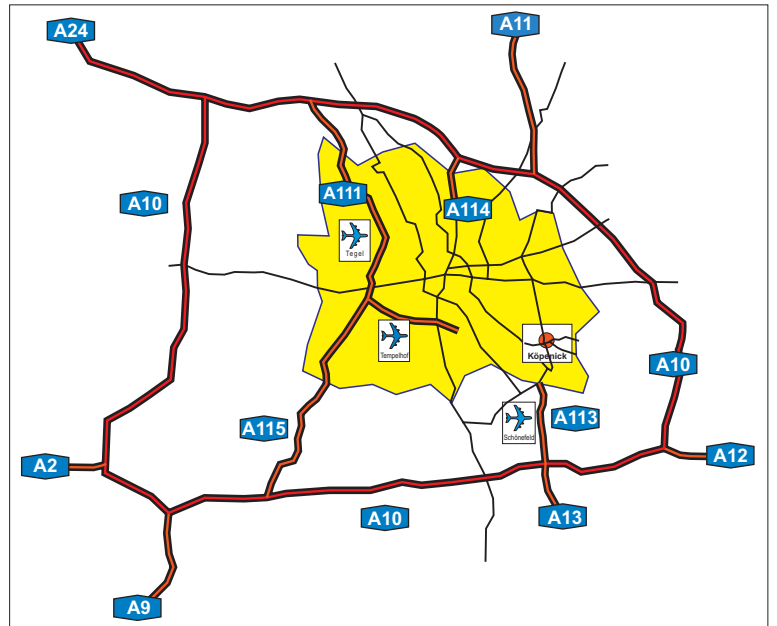 A24
A11
A10
A111
A114
Tegel
Tempelhof
Köpenick
A10
A115
A113
Schönefeld
A2
A12
A10
A13
A9